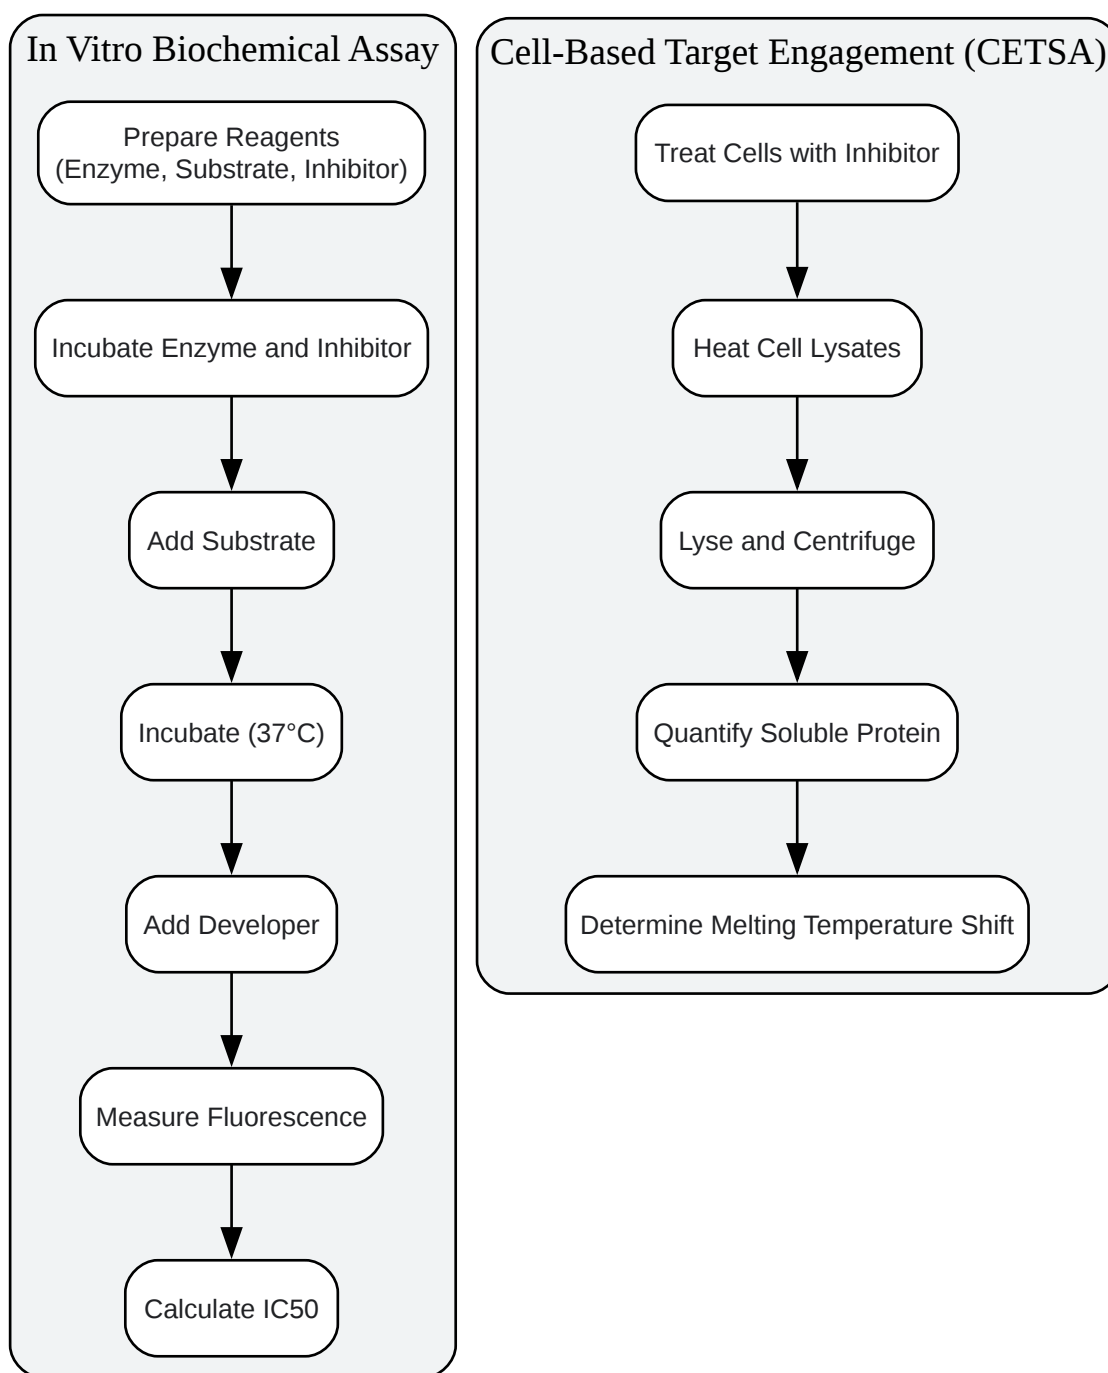 In Vitro Biochemical Assay
Prepare Reagents
(Enzyme, Substrate, Inhibitor)
Incubate Enzyme and Inhibitor
Add Substrate
Incubate (37°C)
Add Developer
Measure Fluorescence
Calculate IC50
Cell-Based Target Engagement (CETSA)
Treat Cells with Inhibitor
Heat Cell Lysates
Lyse and Centrifuge
Quantify Soluble Protein
Determine Melting Temperature Shift